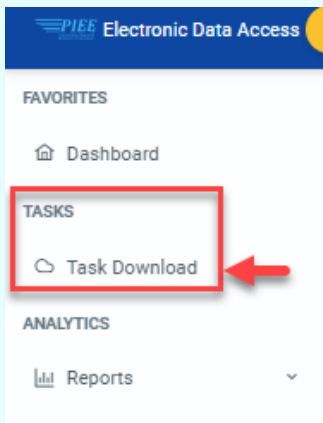 PIEE Electronic Data Access
FAVORITES
Dashboard
TASKS
Task Download
ANALYTICS
Reports